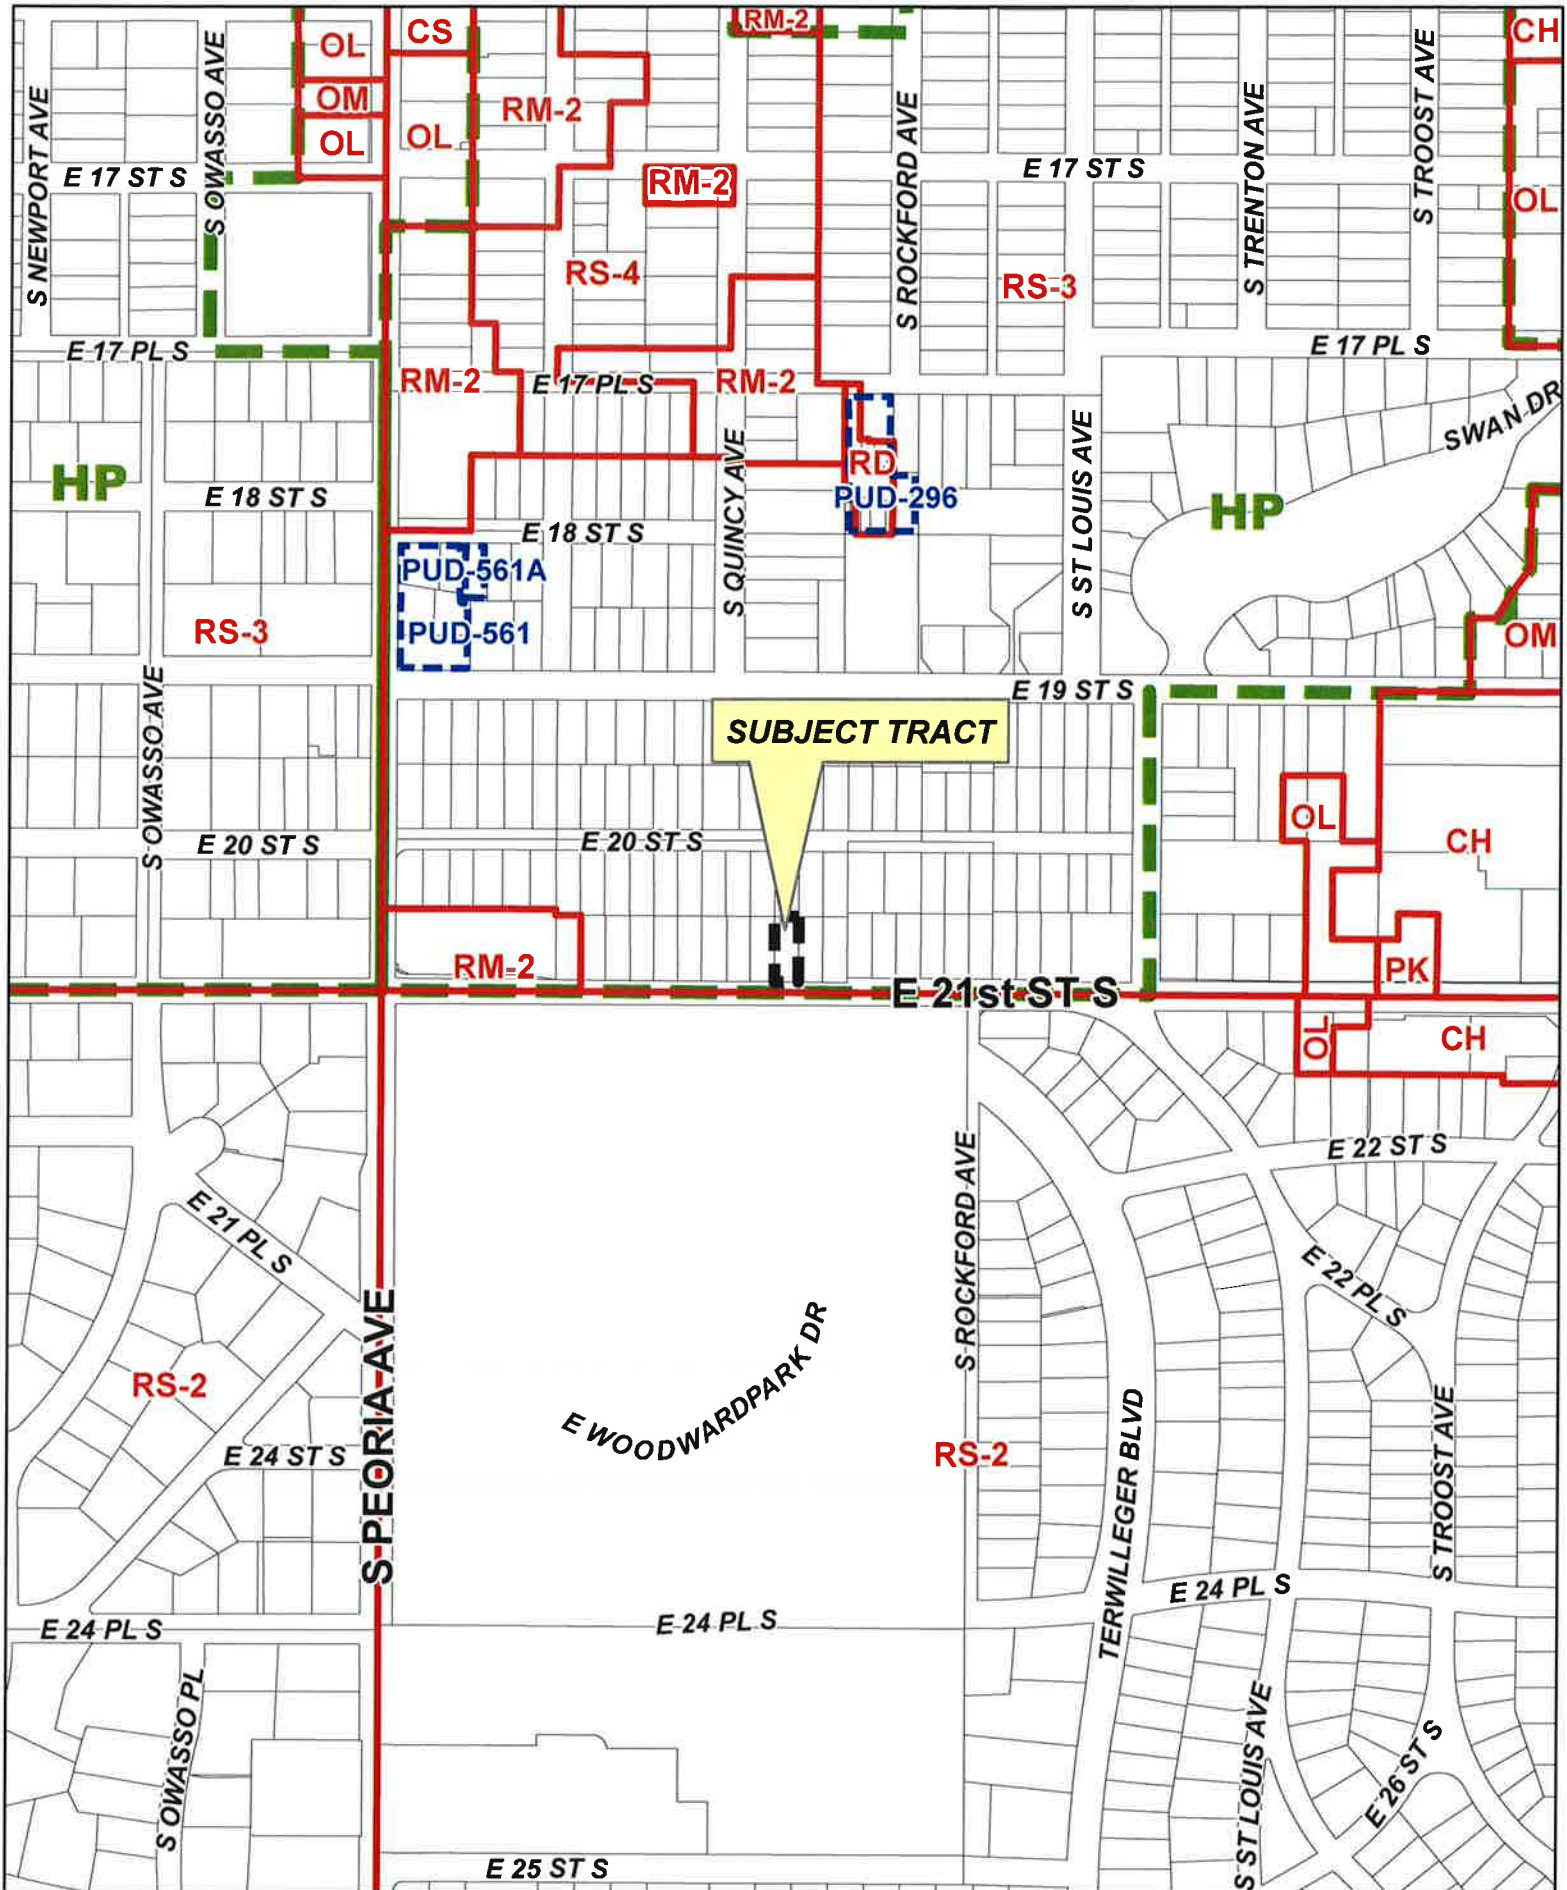 RM-2
CS
CH
OL
OM
OL
OL
RM-2
S NEWPORT AVE
S OWASSO AVE
S ROCKFORD AVE
S TRENTON AVE
S TROOST AVE
E 17 ST S
RM-2
E 17 ST S
OL
RS-4
RS-3
E 17 PL S
E 17 PL S
RM-2
E 17 PL S
RM-2
SWAN DR
HP
E 18 ST S
RD
PUD-296
HP
E 18 ST S
S QUINCY AVE
S ST LOUIS AVE
PUD-561A
PUD-561
RS-3
OM
S OWASSO AVE
E 19 ST S
SUBJECT TRACT
OL
CH
E 20 ST S
E 20 ST S
RM-2
PK
E 21st ST S
OL
CH
E 22 ST S
S ROCKFORD AVE
E 21 PL S
E 22 PL S
S PEORIA AVE
E WOODWARDPARK DR
RS-2
E 24 ST S
RS-2
TERWILLEGER BLVD
S TROOST AVE
E 24 PL S
E 24 PL S
E 24 PL S
S OWASSO PL
S ST LOUIS AVE
E 26 ST S
E 25 ST S